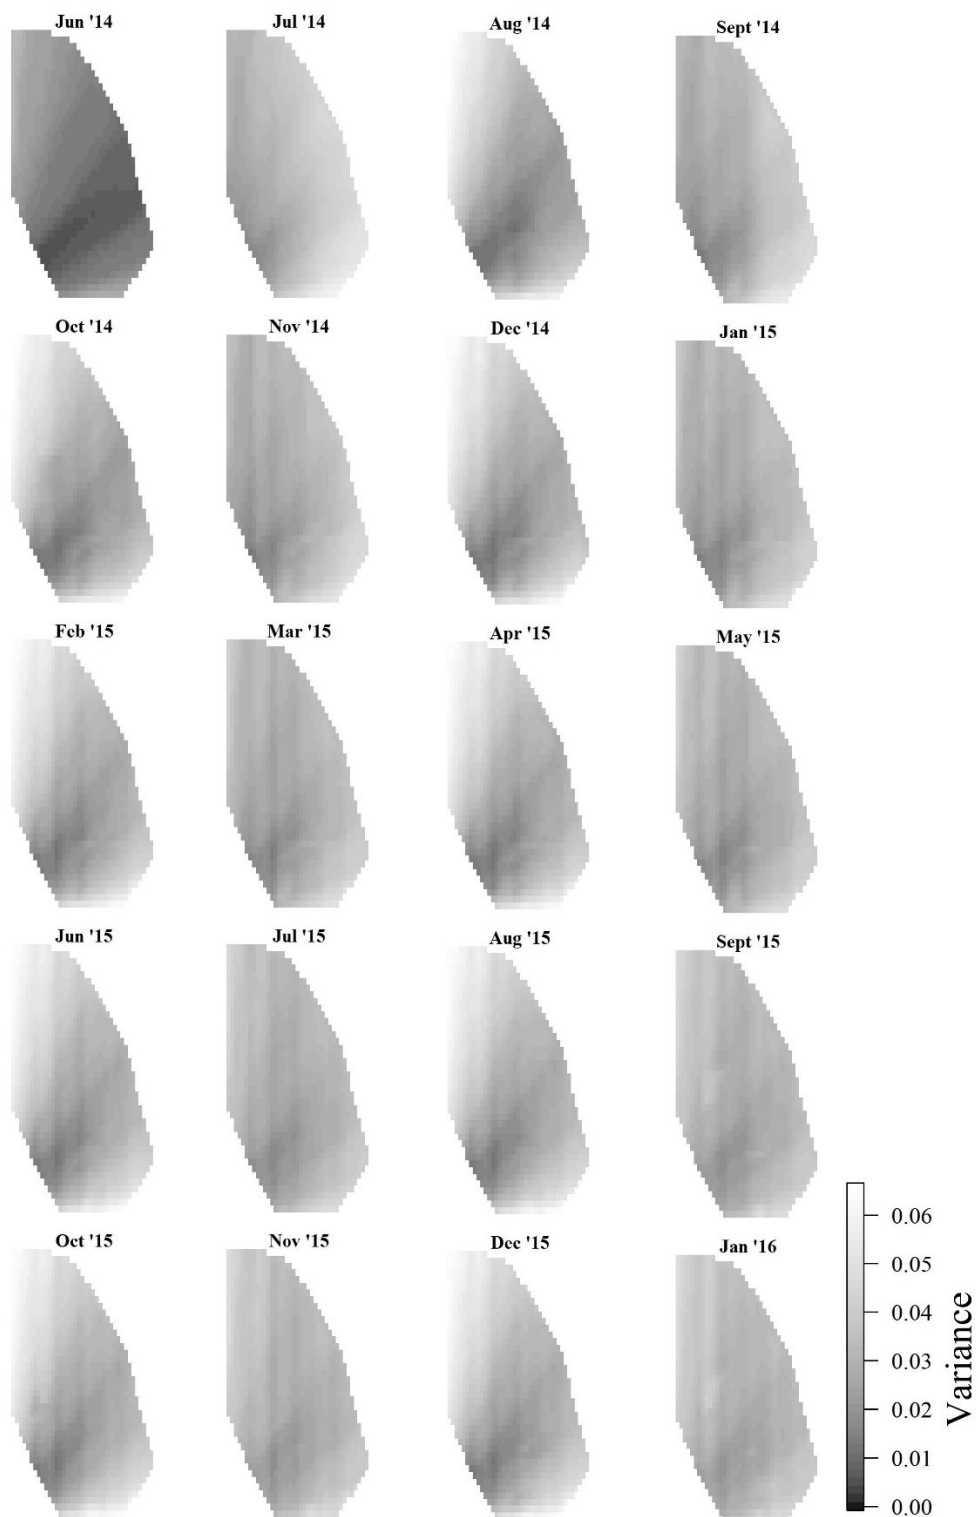 Jun '14
Jul '14
Aug '14
Sept '14
Oct '14
Nov '14
Dec '14
Jan '15
Feb '15
Mar '15
Apr '15
May '15
Jun '15
Jul '15
Aug '15
Sept '15
Oct '15
Nov '15
Dec '15
Jan '16
0.06
0.05
0.04
0.03
0.02
0.01
0.00
Variance